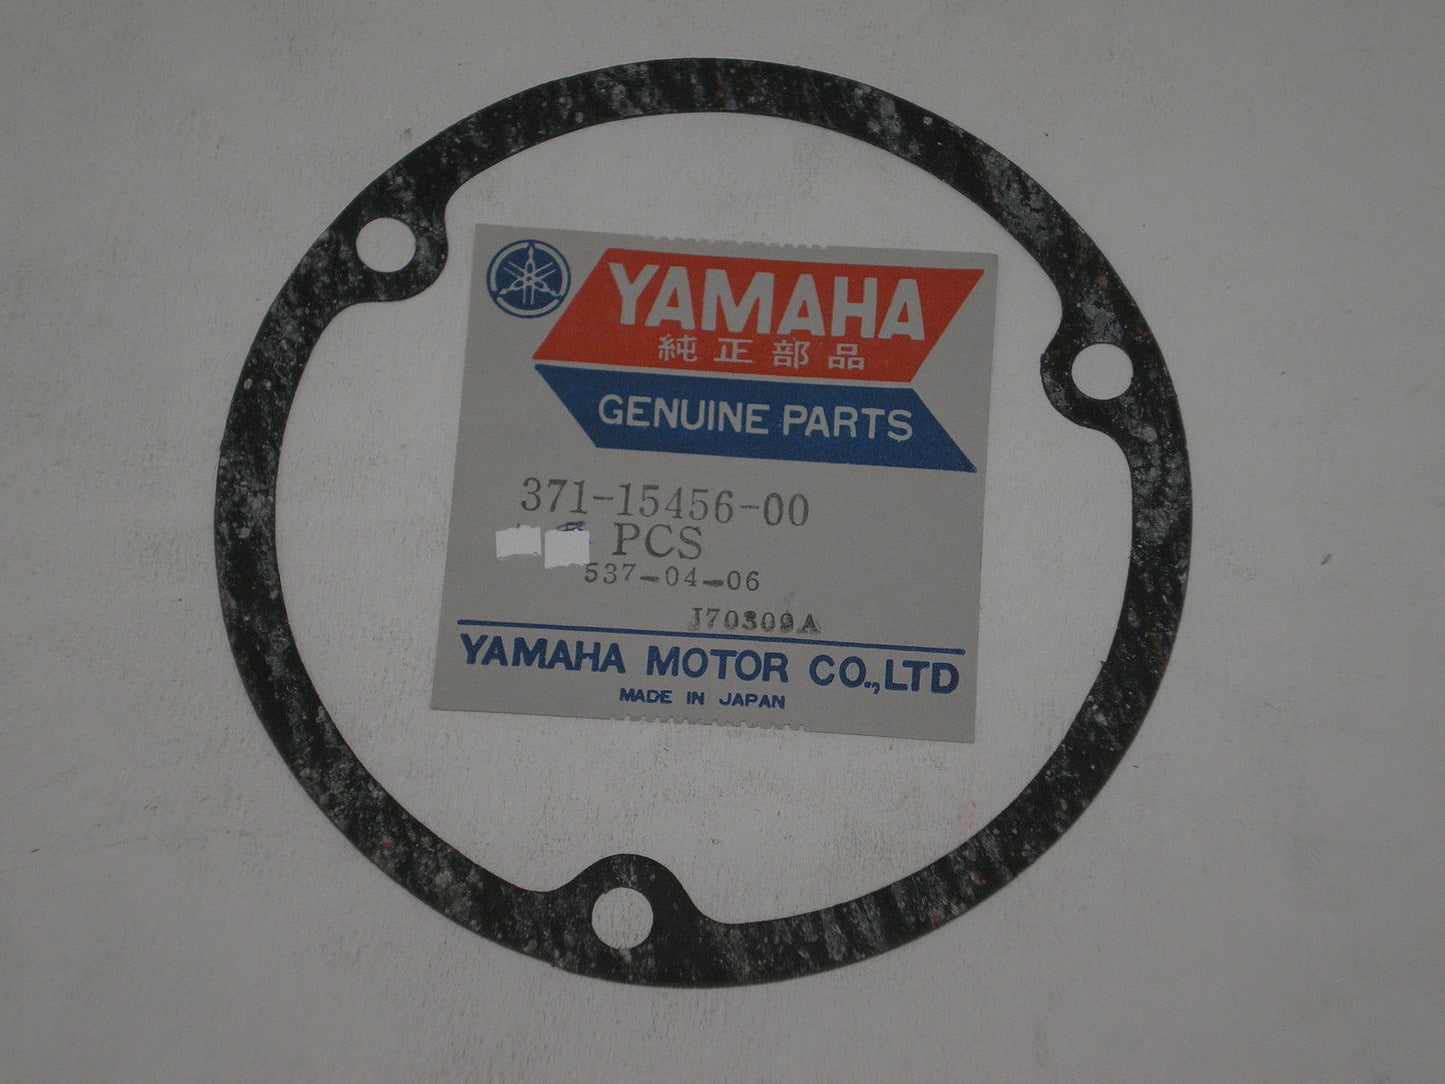 YAMAHA
純正部品
GENUINE PARTS
371-15456-00
PCS
537-04-06
J70309A
YAMAHA MOTOR CO.,LTD
MADE IN JAPAN